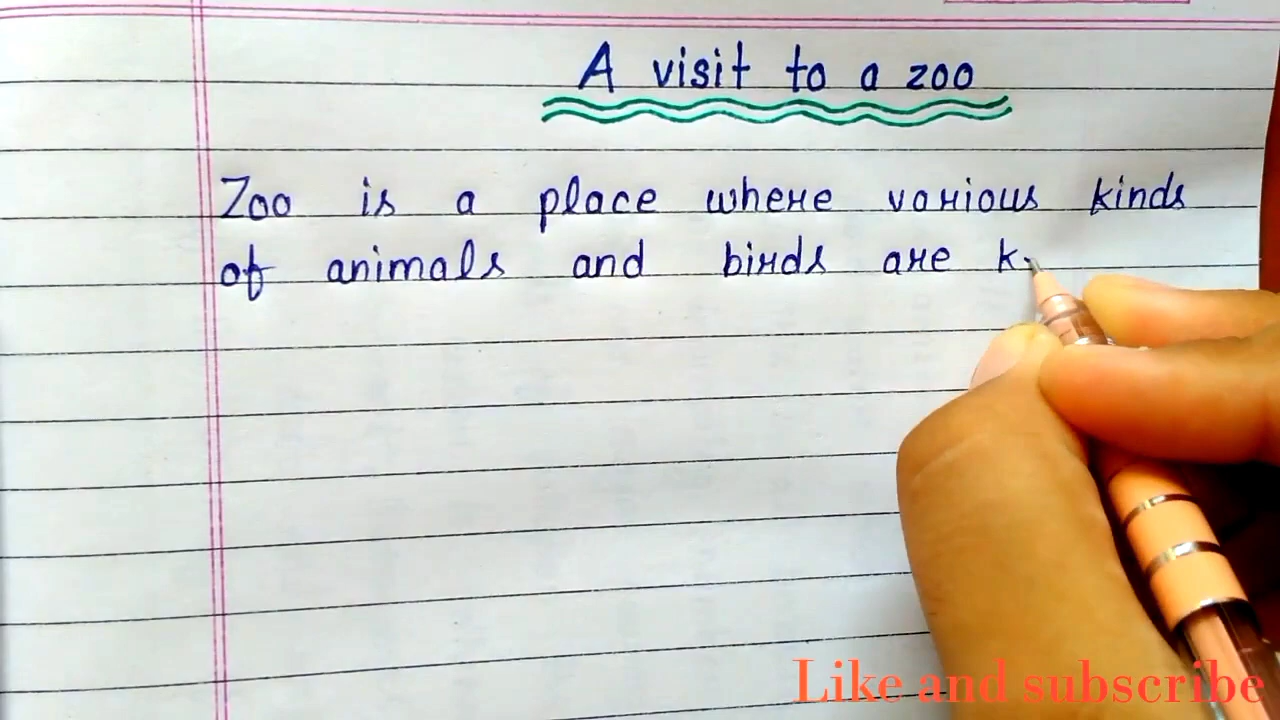 A visit to a zoo
Zoo is a place where various kinds
of animals and birds are k
Like and subscribe